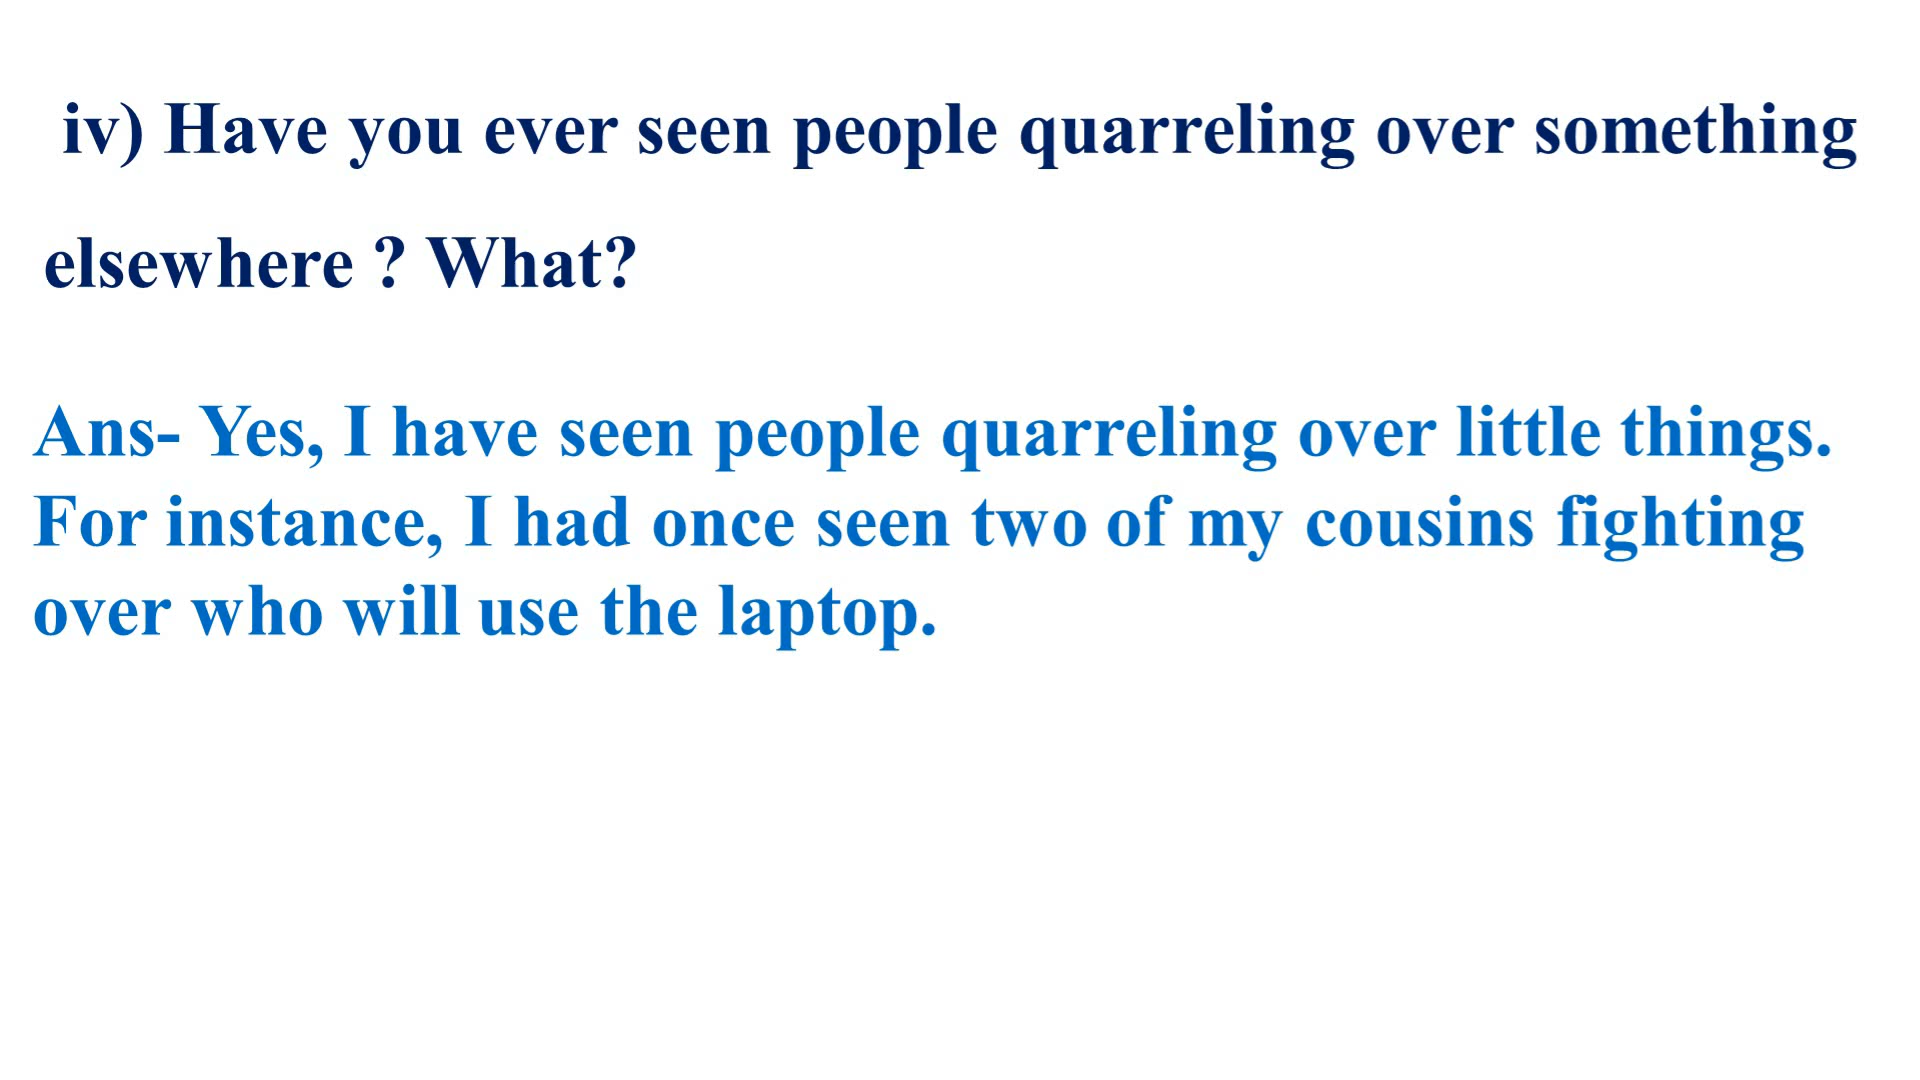 iv) Have you ever seen people quarreling over something
elsewhere ? What?
Ans- Yes, I have seen people quarreling over little things.
For instance, I had once seen two of my cousins fighting
over who will use the laptop.